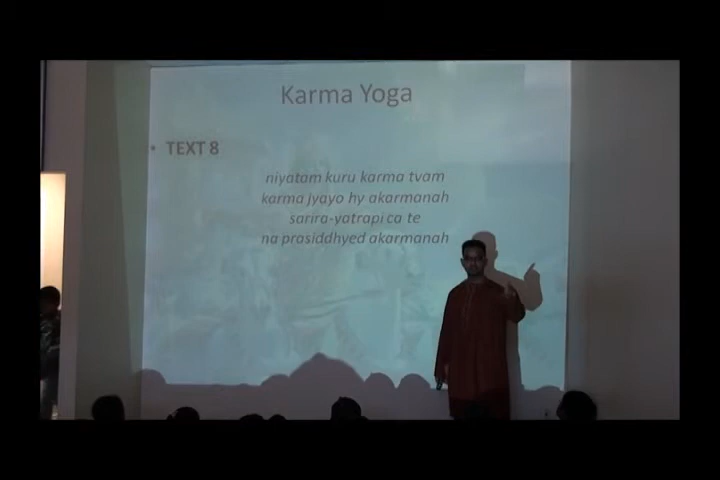 Karma Yoga
• TEXT 8
niyatam kuru karma tvam
karma jyayo hy akarmanah
sarira-yatrapi ca te
na prasiddhyed akarmanah